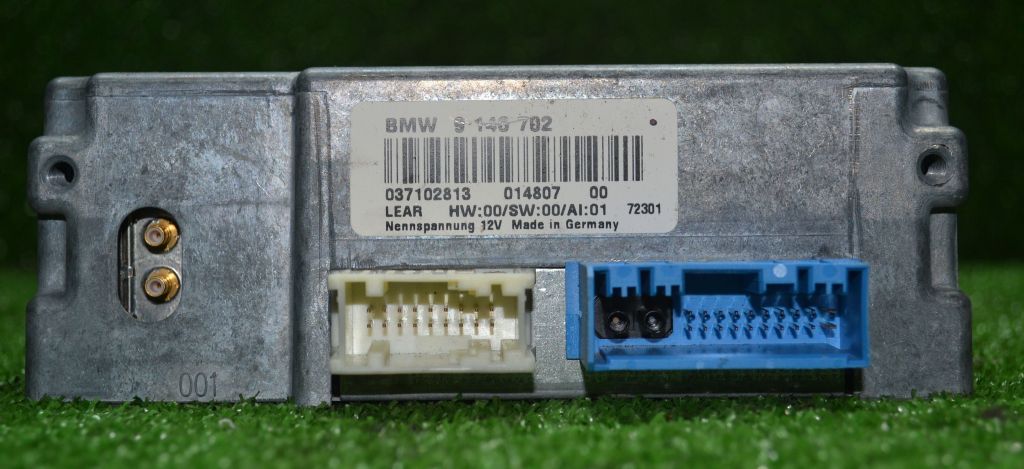 BMW 9 146 702
037102813 014807 00
LEAR HW:00/SW:00/AI:01 72301
Nennspannung 12V Made in Germany
001